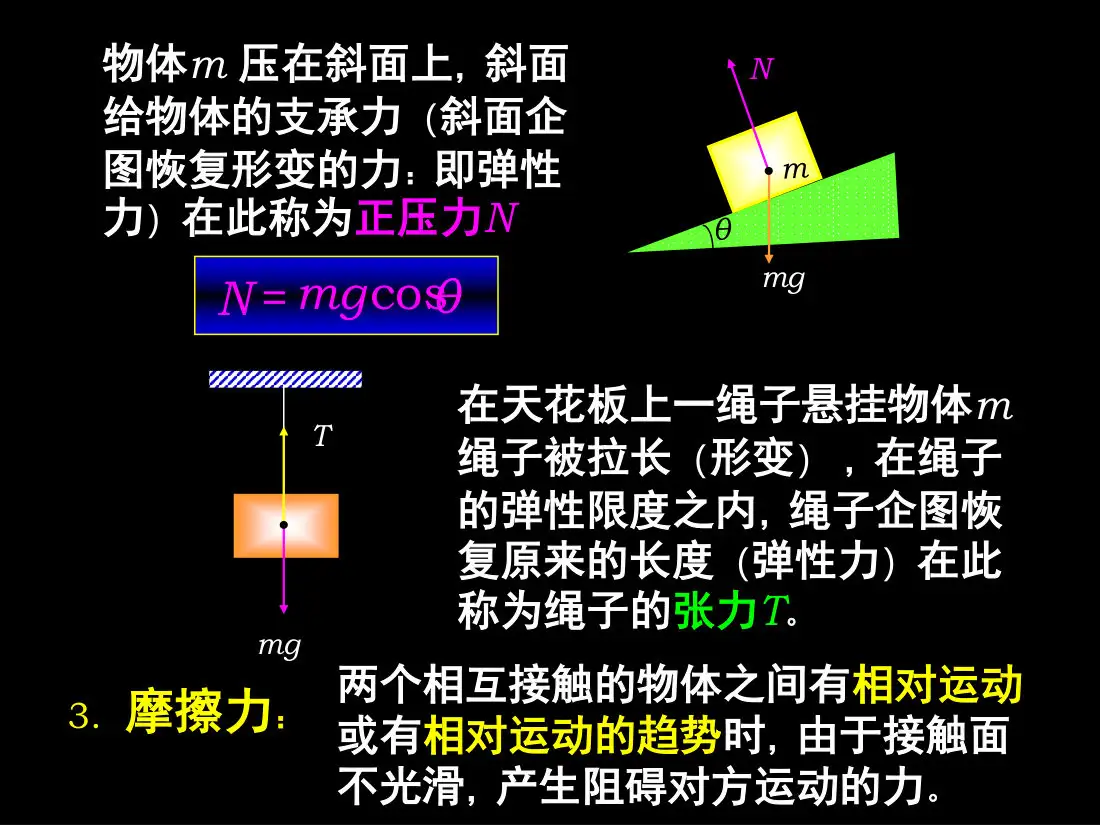 物体m 压在斜面上，斜面
给物体的支承力（斜面企
图恢复形变的力：即弹性
力）在此称为正压力N
N
m
θ
mg
N = mgcosθ
T
mg
在天花板上一绳子悬挂物体m
绳子被拉长（形变），在绳子
的弹性限度之内，绳子企图恢
复原来的长度（弹性力）在此
称为绳子的张力T。
3. 摩擦力：
两个相互接触的物体之间有相对运动
或有相对运动的趋势时，由于接触面
不光滑，产生阻碍对方运动的力。